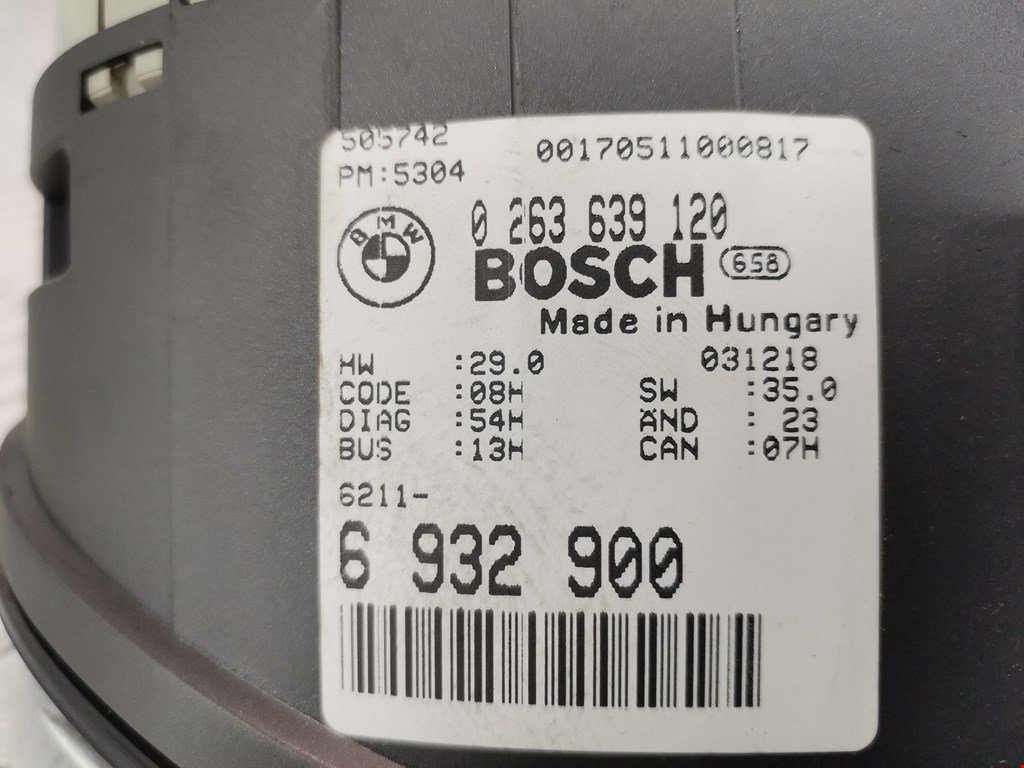 505742 00170511000817
PM:5304
BMW
0 263 639 120
BOSCH 658
Made in Hungary
HW :29.0 031218
CODE :08H SW :35.0
DIAG :54H ÄND : 23
BUS :13H CAN :07H
6211-
6 932 900